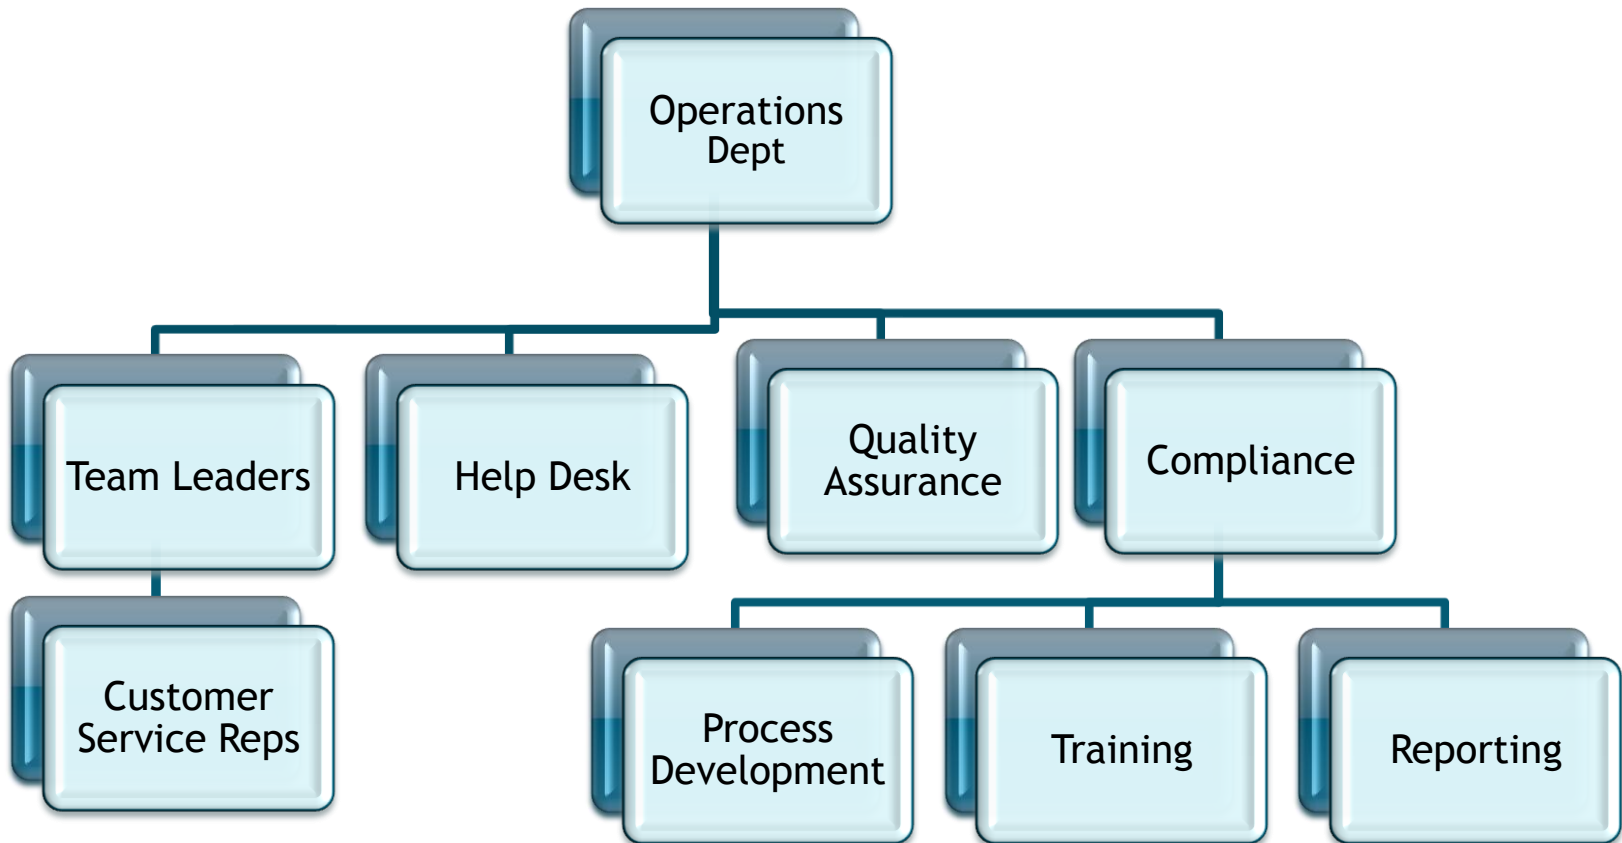 Operations
Dept
Team Leaders
Help Desk
Quality
Assurance
Compliance
Customer
Service Reps
Process
Development
Training
Reporting